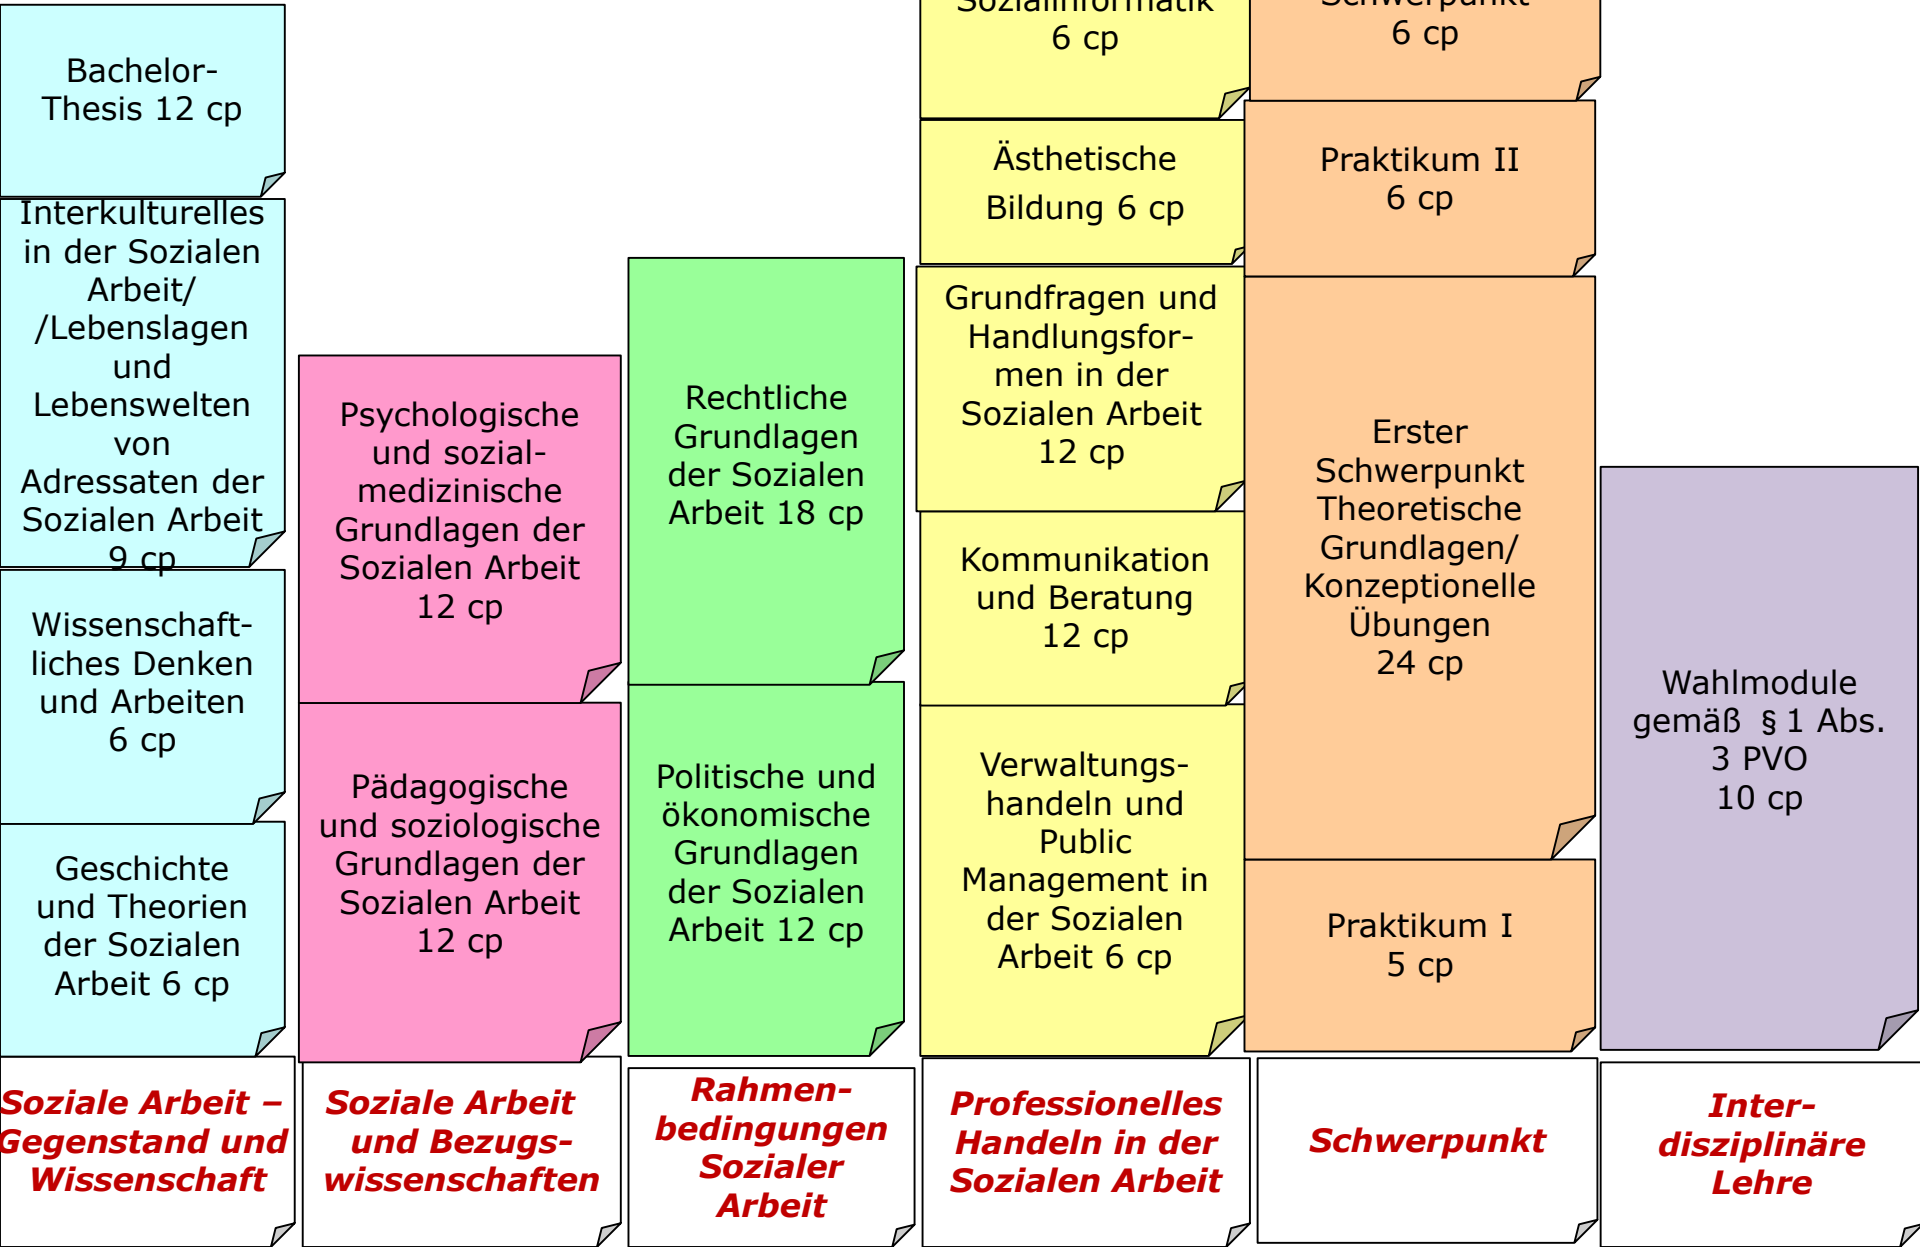 Bachelor-
Thesis 12 cp
Interkulturelles
in der Sozialen
Arbeit/
/Lebenslagen
und
Lebenswelten
von
Adressaten der
Sozialen Arbeit
9 cp
Wissenschaft-
liches Denken
und Arbeiten
6 cp
Geschichte
und Theorien
der Sozialen
Arbeit 6 cp
Soziale Arbeit –
Gegenstand und
Wissenschaft
Psychologische
und sozial-
medizinische
Grundlagen der
Sozialen Arbeit
12 cp
Pädagogische
und soziologische
Grundlagen der
Sozialen Arbeit
12 cp
Soziale Arbeit
und Bezugs-
wissenschaften
Rechtliche
Grundlagen
der Sozialen
Arbeit 18 cp
Politische und
ökonomische
Grundlagen
der Sozialen
Arbeit 12 cp
Rahmen-
bedingungen
Sozialer
Arbeit
Sozialinformatik
6 cp
Ästhetische
Bildung 6 cp
Grundfragen und
Handlungsfor-
men in der
Sozialen Arbeit
12 cp
Kommunikation
und Beratung
12 cp
Verwaltungs-
handeln und
Public
Management in
der Sozialen
Arbeit 6 cp
Professionelles
Handeln in der
Sozialen Arbeit
Schwerpunkt
6 cp
Praktikum II
6 cp
Erster
Schwerpunkt
Theoretische
Grundlagen/
Konzeptionelle
Übungen
24 cp
Praktikum I
5 cp
Schwerpunkt
Wahlmodule
gemäß § 1 Abs.
3 PVO
10 cp
Inter-
disziplinäre
Lehre